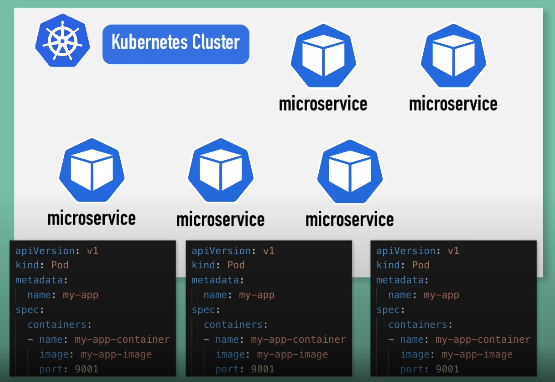 Kubernetes Cluster
microservice
microservice
microservice
microservice
microservice
apiVersion: v1
kind: Pod
metadata:
  name: my-app
spec:
  containers:
  - name: my-app-container
    image: my-app-image
    port: 9001
apiVersion: v1
kind: Pod
metadata:
  name: my-app
spec:
  containers:
  - name: my-app-container
    image: my-app-image
    port: 9001
apiVersion: v1
kind: Pod
metadata:
  name: my-app
spec:
  containers:
  - name: my-app-container
    image: my-app-image
    port: 9001